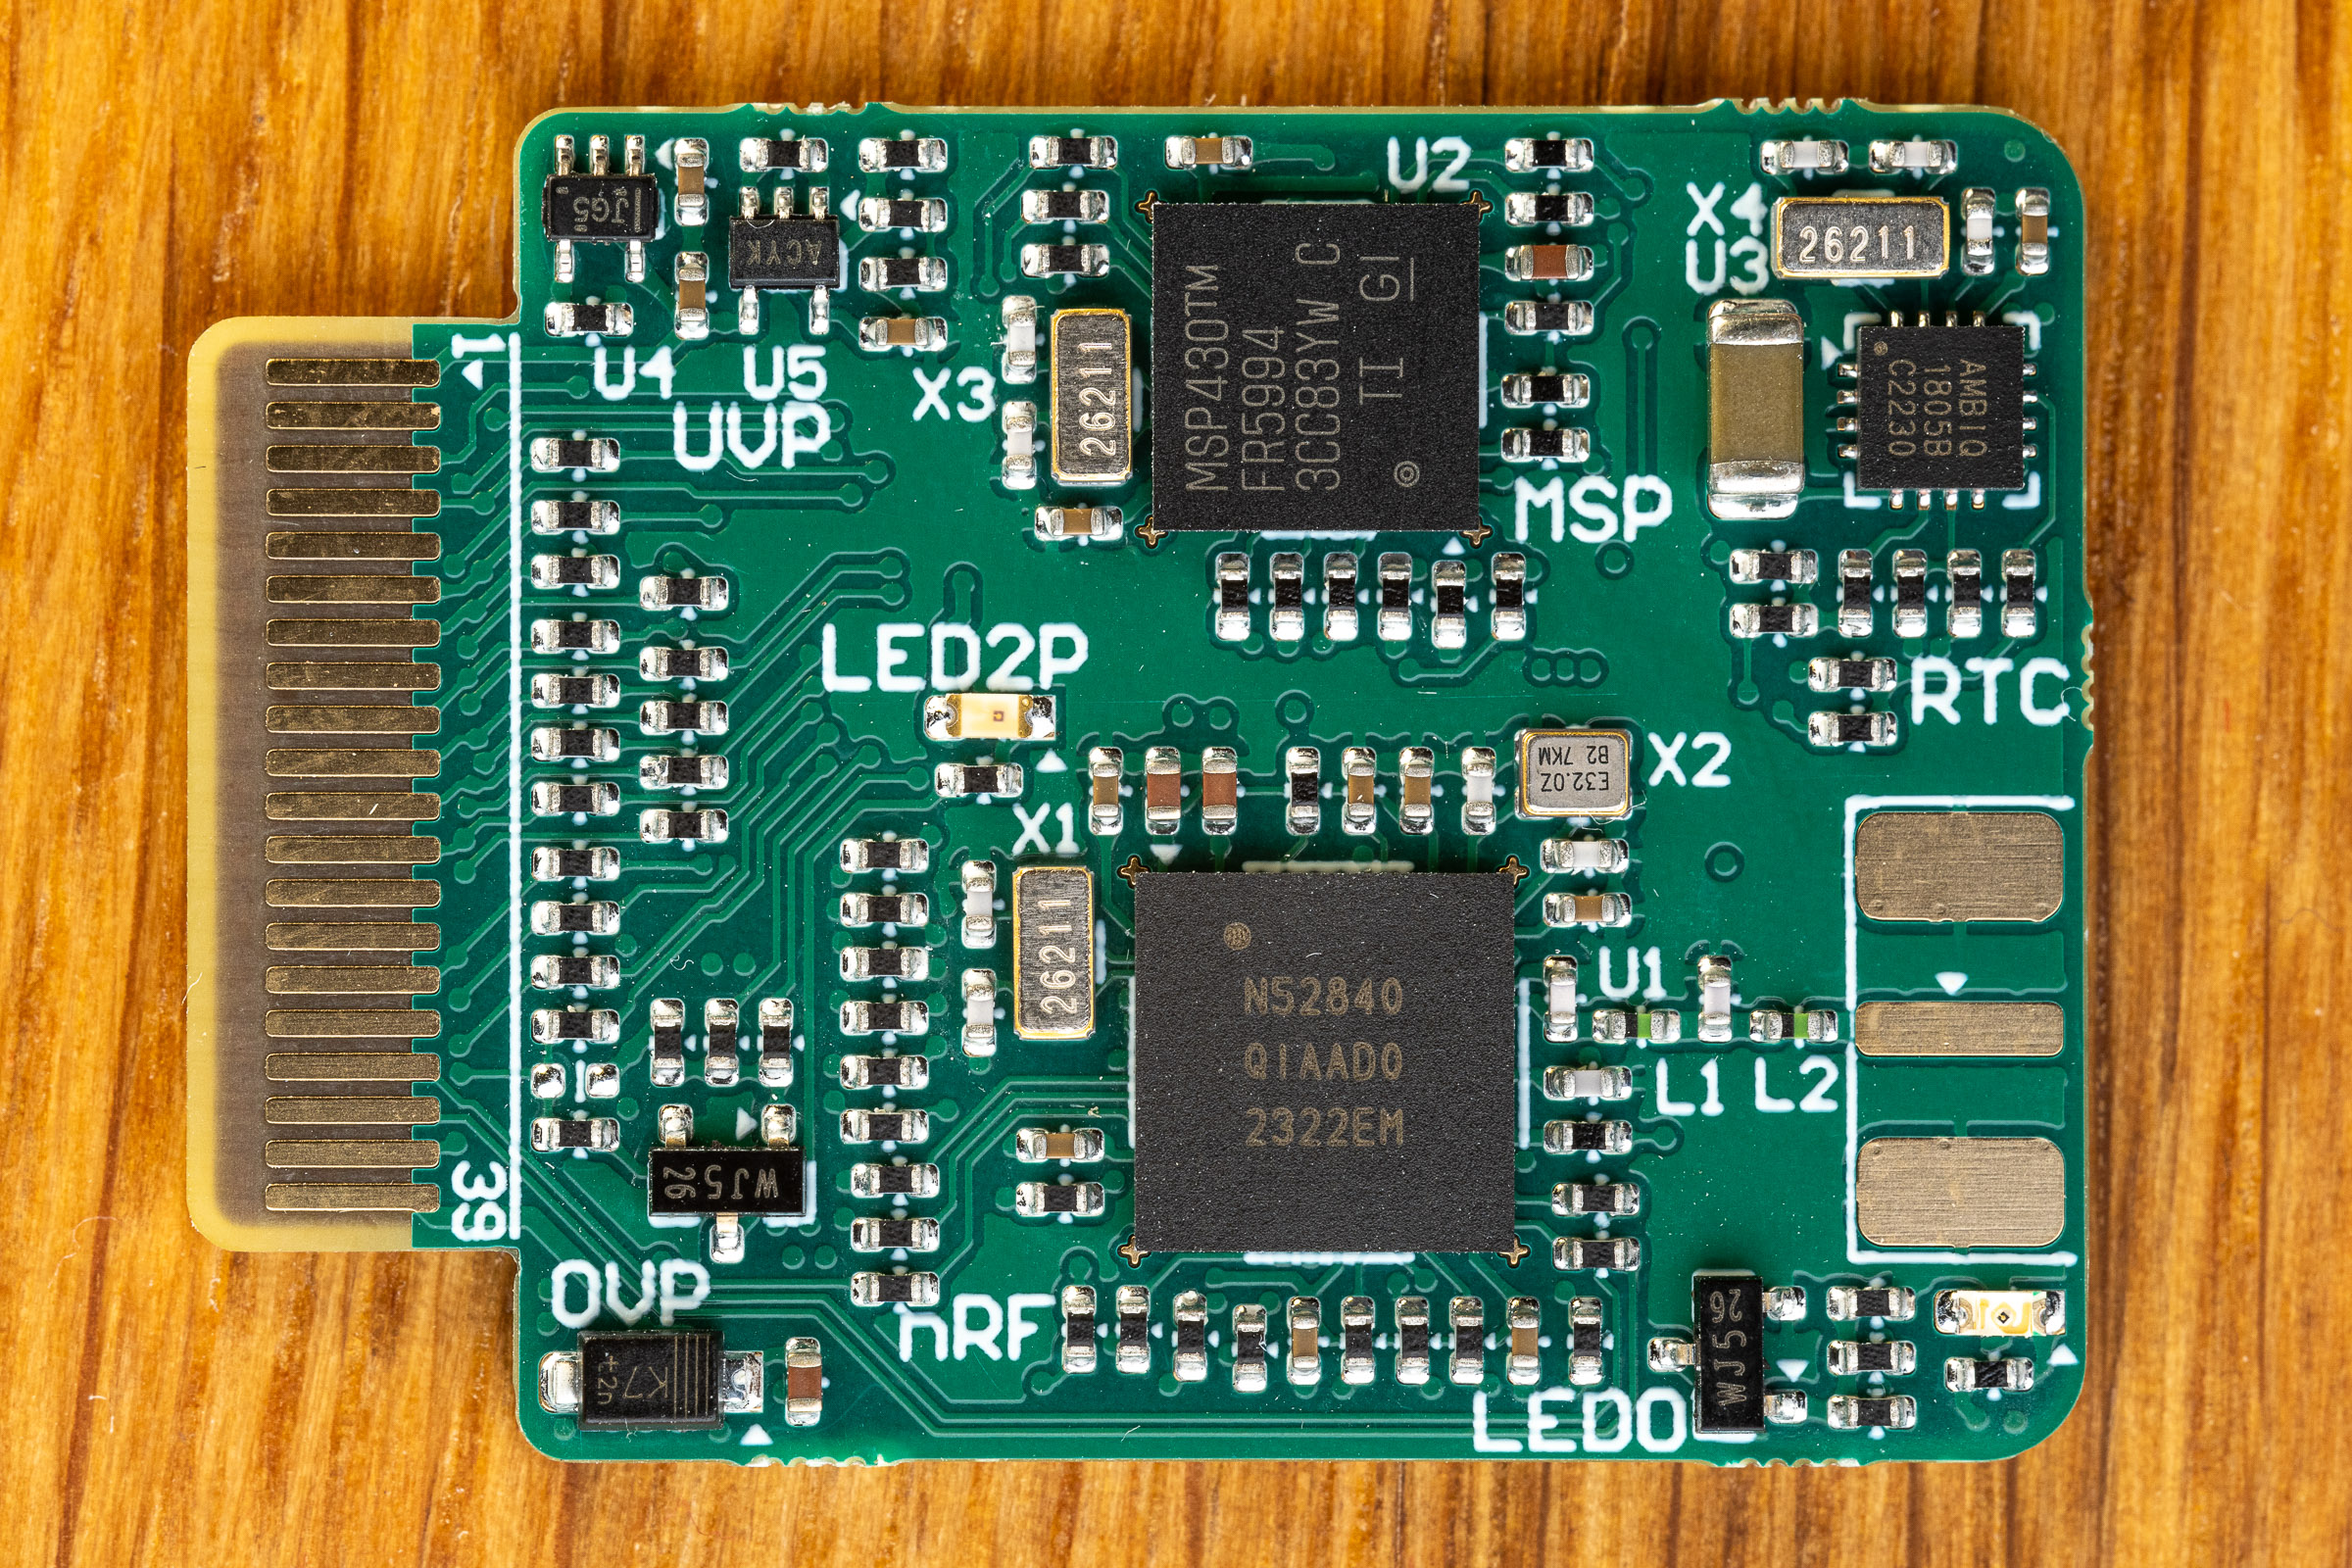 JG5
ACYK
U2
X4
U3
26211
1
U4
U5
UVP
X3
26211
MSP430TM
FR5994
3CC83YW C
TI GI
MSP
AMBIQ
1805B
C2230
RTC
LED2P
X1
E32.0Z
B2 7KM
X2
26211
N52840
QIAAD0
2322EM
U1
L1
L2
39
WJ5
26
OVP
K7
t2n
nRF
WJ5
26
LED0